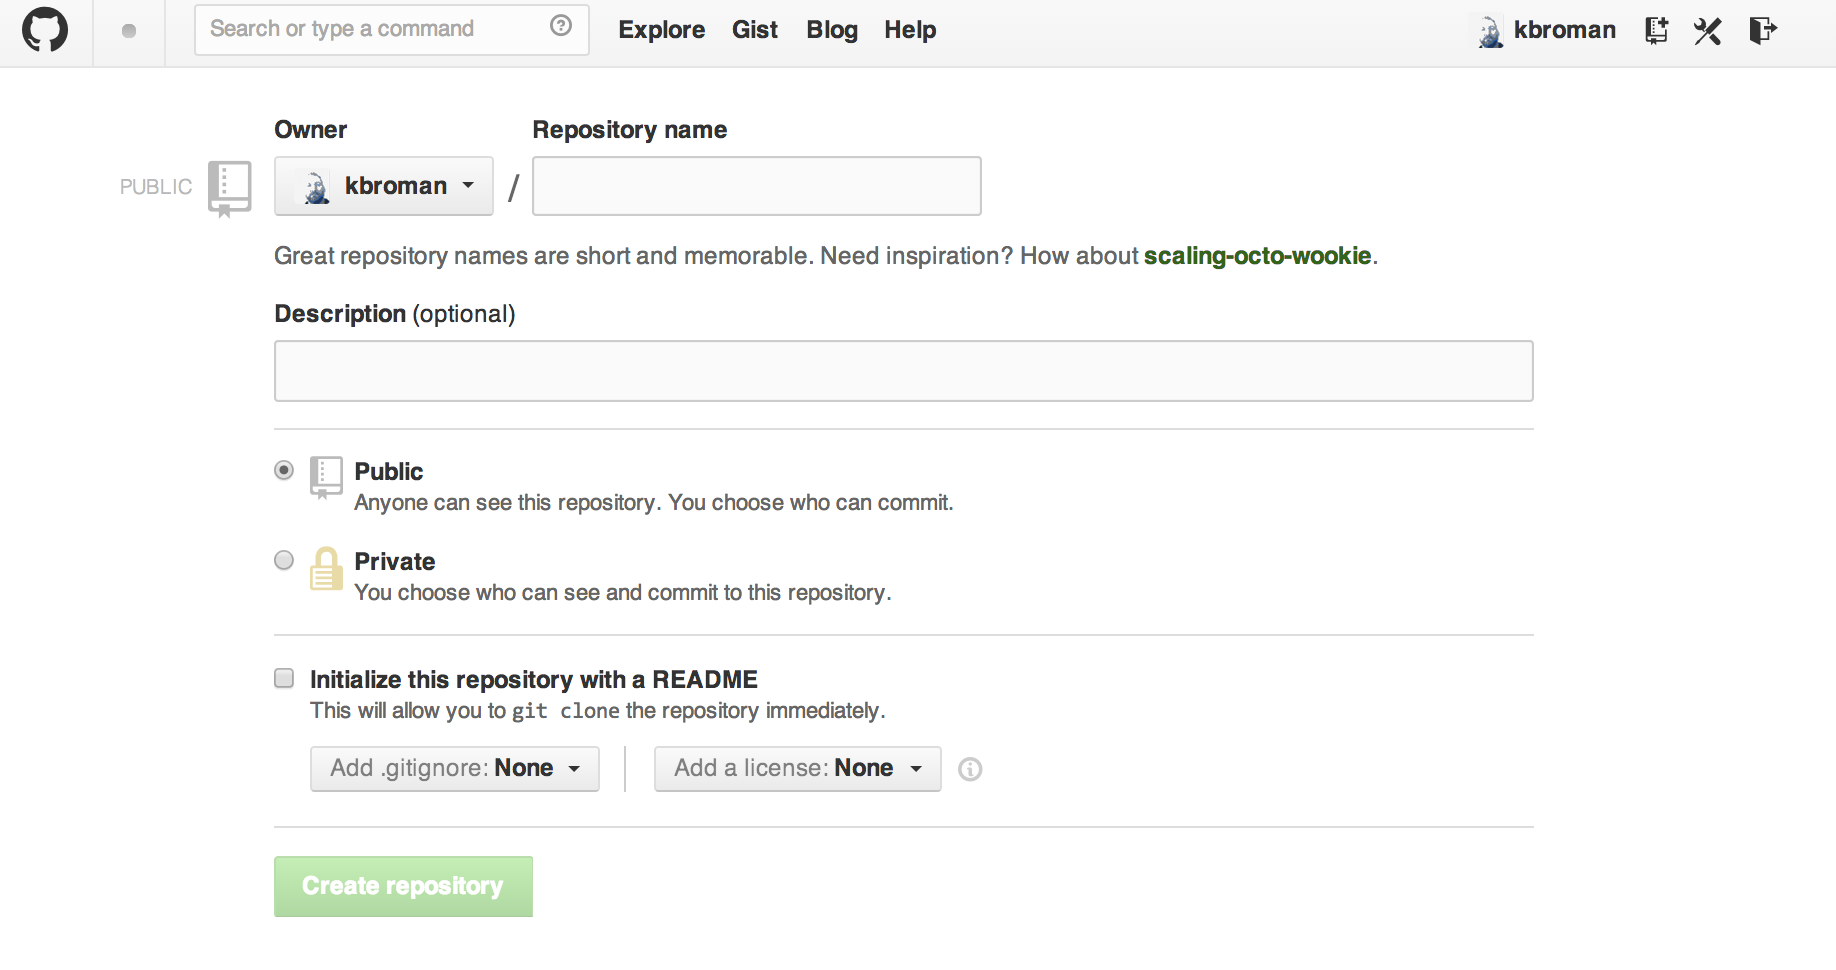 Search or type a command Explore Gist Blog Help kbroman
Owner Repository name
PUBLIC kbroman /
Great repository names are short and memorable. Need inspiration? How about scaling-octo-wookie.
Description (optional)
Public
Anyone can see this repository. You choose who can commit.
Private
You choose who can see and commit to this repository.
Initialize this repository with a README
This will allow you to git clone the repository immediately.
Add .gitignore: None Add a license: None
Create repository